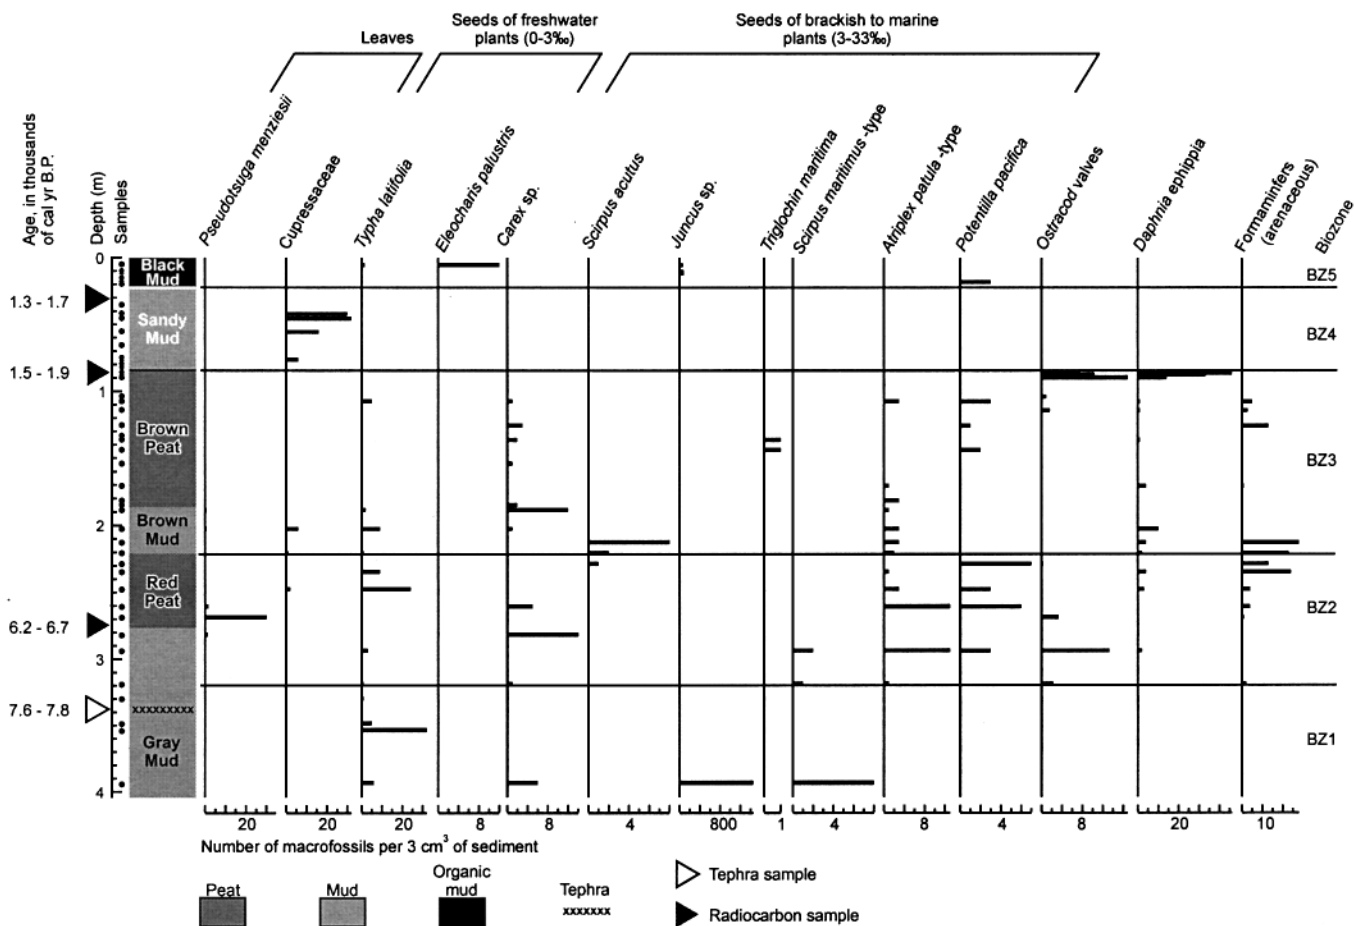 Seeds of freshwater
plants (0-3‰)
Seeds of brackish to marine
plants (3-33‰)
Leaves
Age, in thousands
of cal yr B.P.
Depth (m)
Samples
Pseudotsuga menziesii
Cupressaceae
Typha latifolia
Eleocharis palustris
Carex sp.
Scirpus acutus
Juncus sp.
Triglochin maritima
Scirpus maritimus -type
Atriplex patula -type
Potentilla pacifica
Ostracod valves
Daphnia ephippia
Formaminfers
(arenaceous)
Biozone
0
Black
Mud
BZ5
1.3 - 1.7
Sandy
Mud
BZ4
1.5 - 1.9
1
Brown
Peat
BZ3
2
Brown
Mud
Red
Peat
BZ2
6.2 - 6.7
3
7.6 - 7.8
xxxxxxxxx
Gray
Mud
BZ1
4
20 20 20 8 8 4 800 1 4 8 4 8 20 10
Number of macrofossils per 3 cm³ of sediment
Peat
Mud
Organic
mud
Tephra
xxxxxxx
Tephra sample
Radiocarbon sample